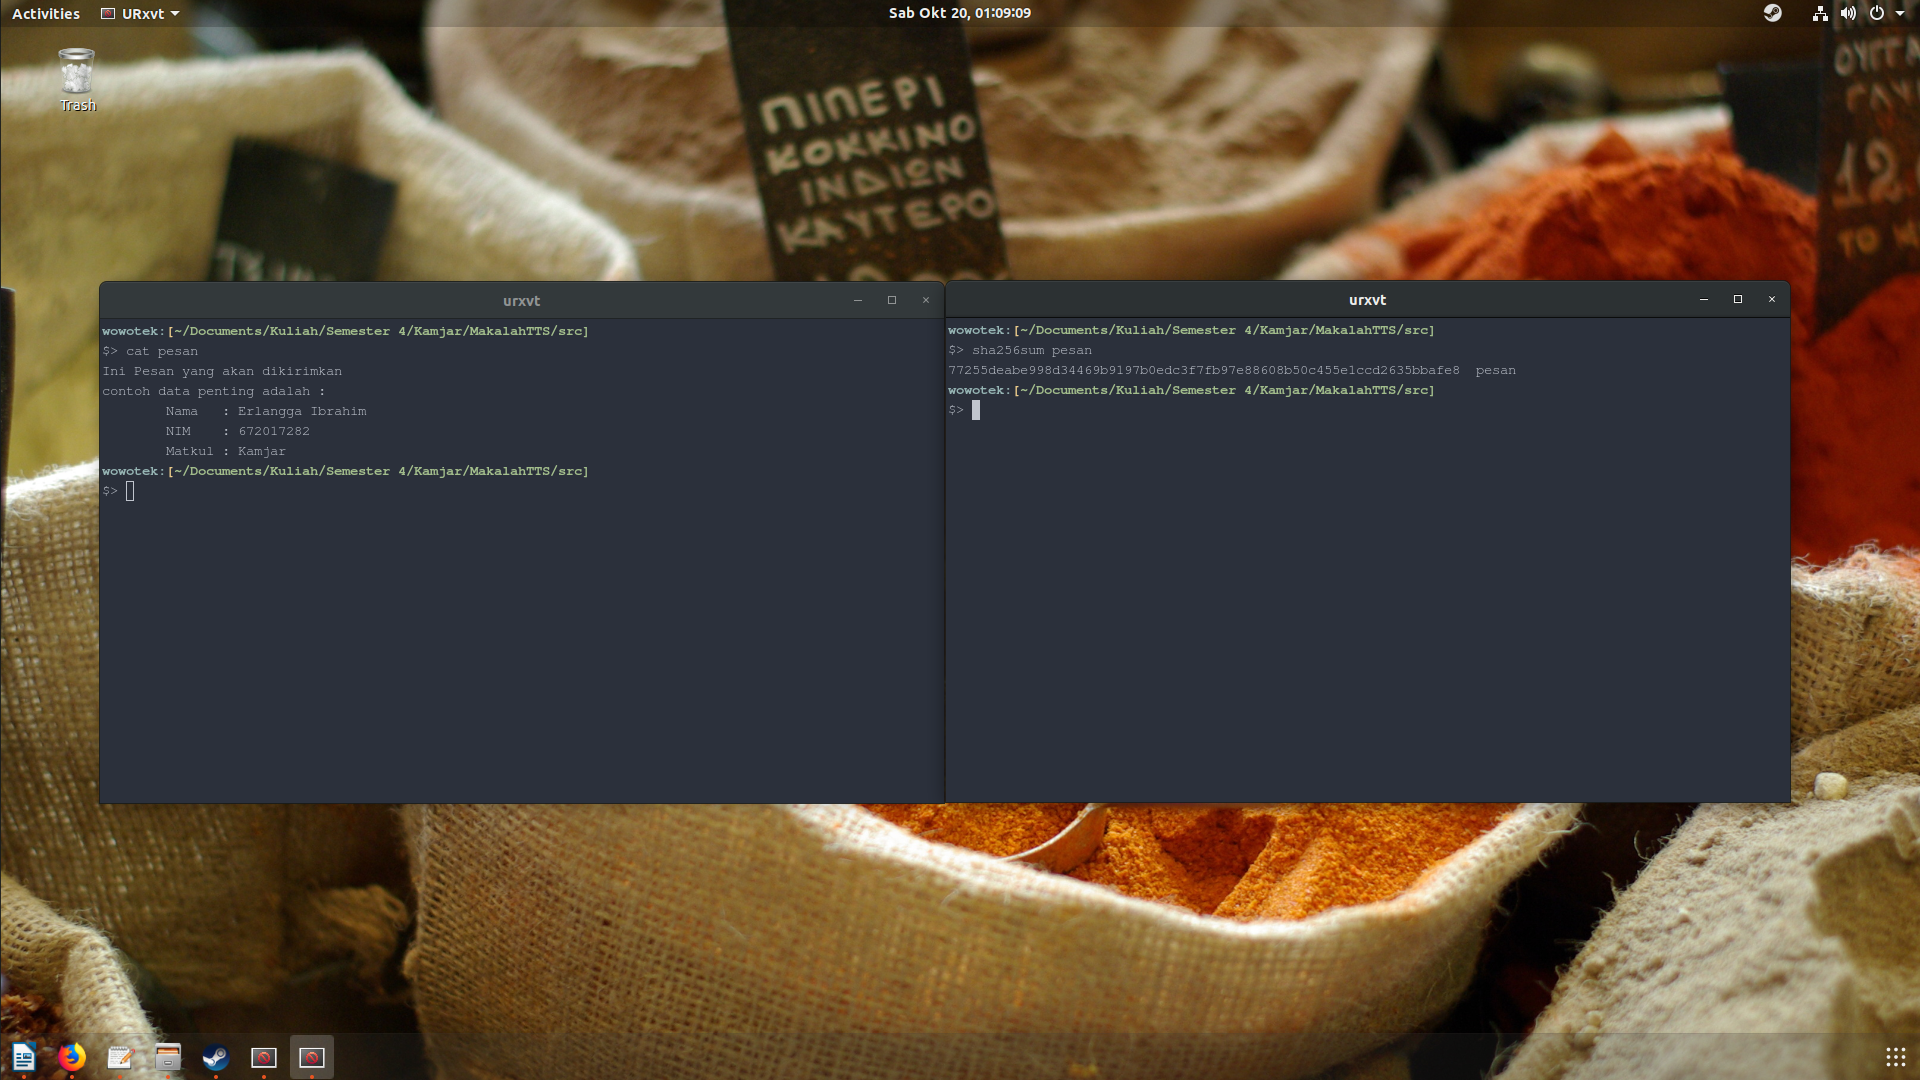 Activities
URxvt
Sab Okt 20, 01:09:09
Trash
ΠΙΠΕΡΙ
ΚΟΚΚΙΝΟ
ΙΝΔΙΩΝ
ΚΑΥΤΕΡΟ
12.
ΤΟ
urxvt
wowotek:[~/Documents/Kuliah/Semester 4/Kamjar/MakalahTTS/src]
$> cat pesan
Ini Pesan yang akan dikirimkan
contoh data penting adalah :
Nama : Erlangga Ibrahim
NIM : 672017282
Matkul : Kamjar
wowotek:[~/Documents/Kuliah/Semester 4/Kamjar/MakalahTTS/src]
$>
urxvt
wowotek:[~/Documents/Kuliah/Semester 4/Kamjar/MakalahTTS/src]
$> sha256sum pesan
77255deabe998d34469b9197b0edc3f7fb97e88608b50c455e1ccd2635bbafe8 pesan
wowotek:[~/Documents/Kuliah/Semester 4/Kamjar/MakalahTTS/src]
$>